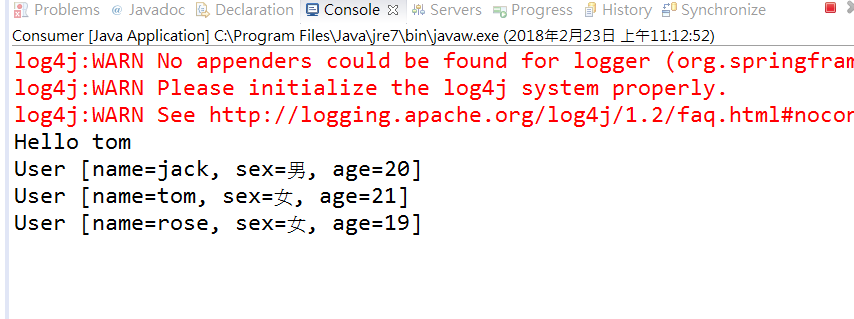 Problems @ Javadoc Declaration Console Servers Progress History Synchronize
Consumer [Java Application] C:\Program Files\Java\jre7\bin\javaw.exe (2018年2月23日 上午11:12:52)
log4j:WARN No appenders could be found for logger (org.springfram
log4j:WARN Please initialize the log4j system properly.
log4j:WARN See http://logging.apache.org/log4j/1.2/faq.html#nocon
Hello tom
User [name=jack, sex=男, age=20]
User [name=tom, sex=女, age=21]
User [name=rose, sex=女, age=19]